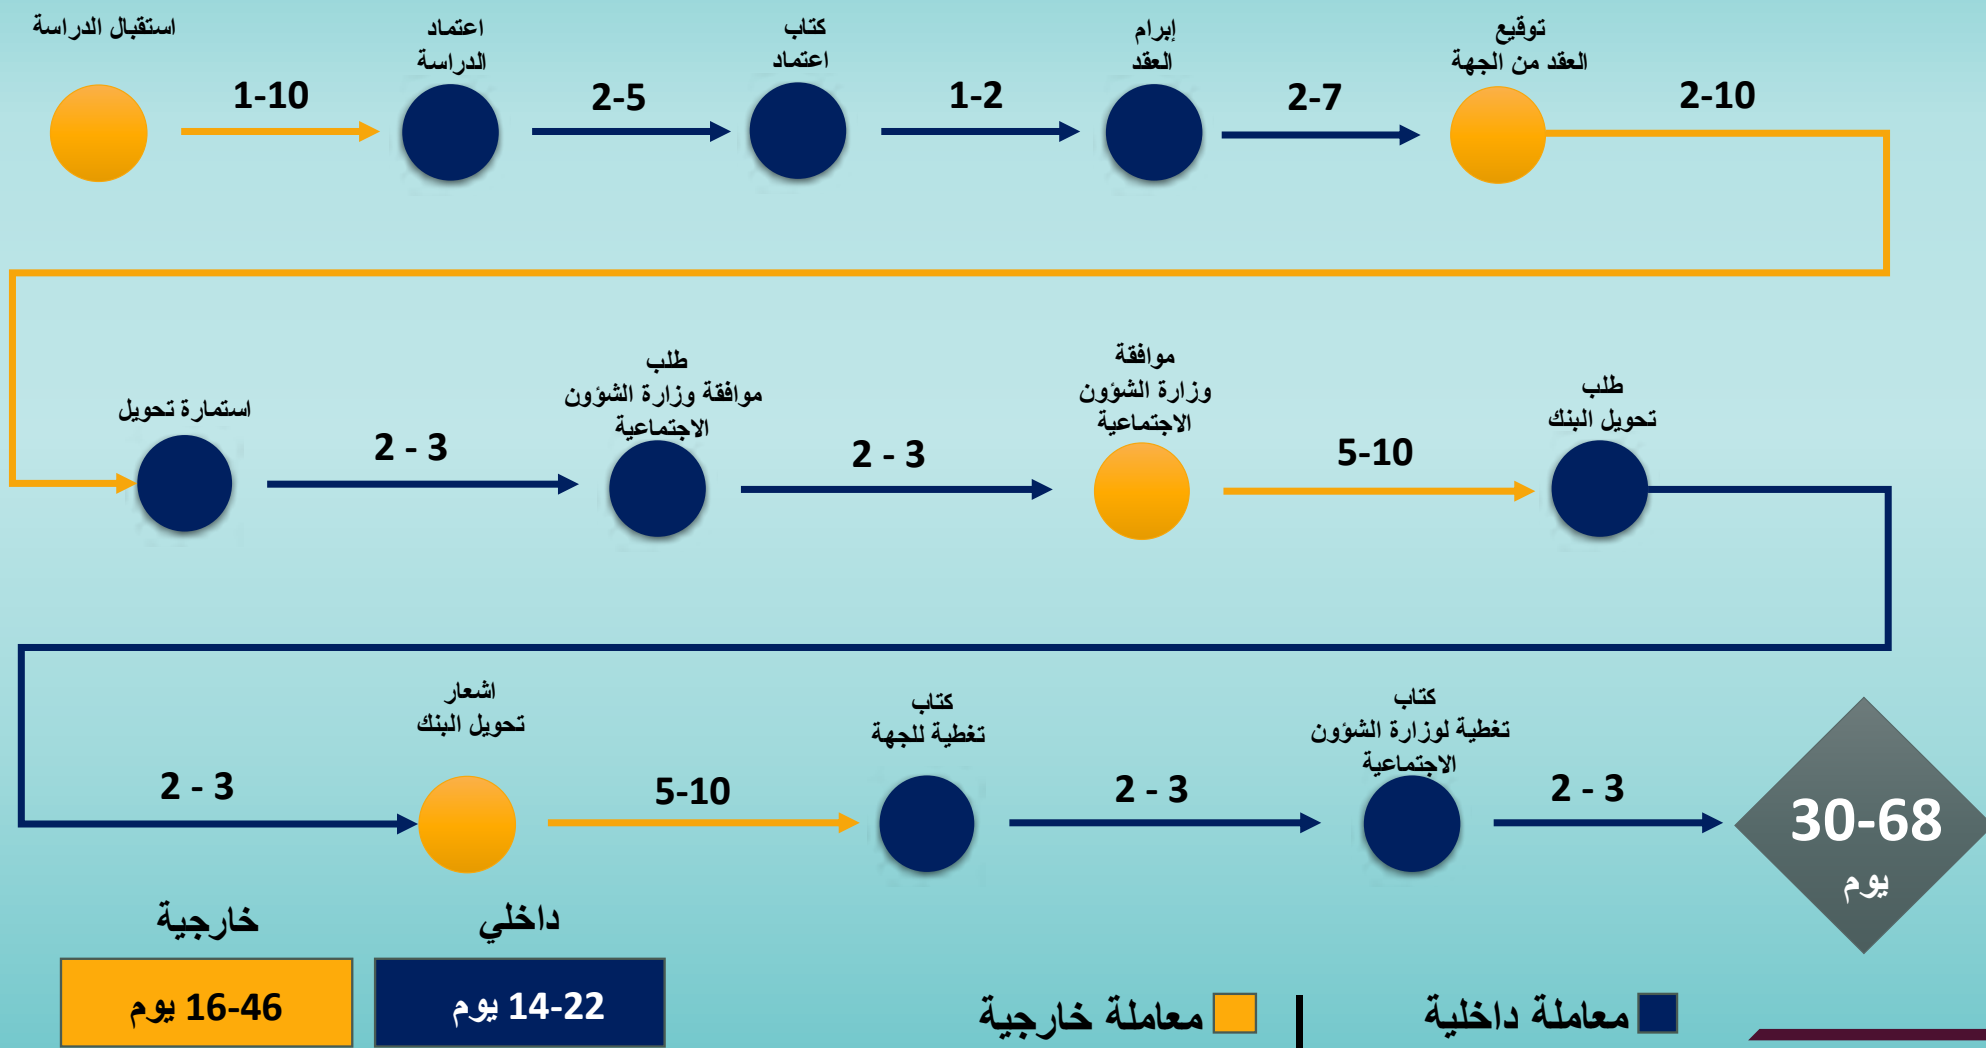 استقبال الدراسة
1-10
اعتماد
الدراسة
2-5
كتاب
اعتماد
1-2
إبرام
العقد
2-7
توقيع
العقد من الجهة
2-10
استمارة تحويل
2 - 3
طلب
موافقة وزارة الشؤون
الاجتماعية
2 - 3
موافقة
وزارة الشؤون
الاجتماعية
5-10
طلب
تحويل البنك
2 - 3
اشعار
تحويل البنك
5-10
كتاب
تغطية للجهة
2 - 3
كتاب
تغطية لوزارة الشؤون
الاجتماعية
2 - 3
30-68
يوم
خارجية
16-46 يوم
داخلي
14-22 يوم
معاملة خارجية
معاملة داخلية